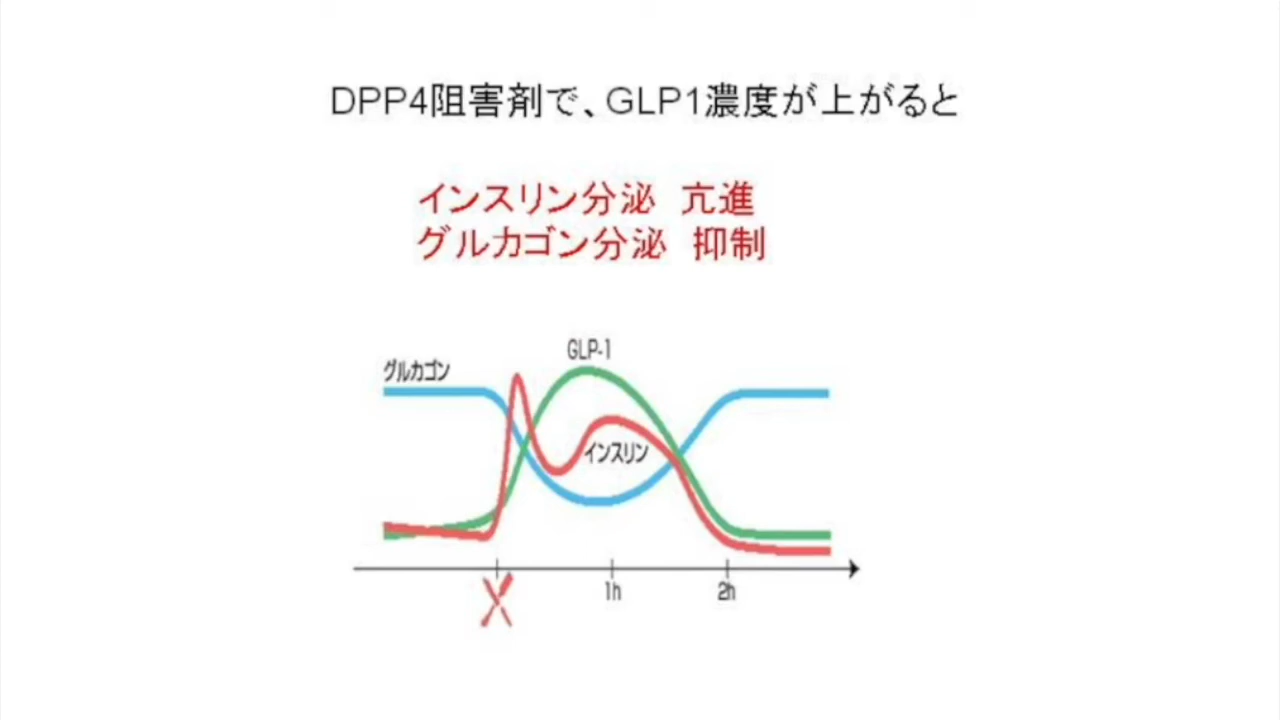 DPP4阻害剤で、GLP1濃度が上がると
インスリン分泌 亢進
グルカゴン分泌 抑制
GLP-1
グルカゴン
インスリン
1h
2h